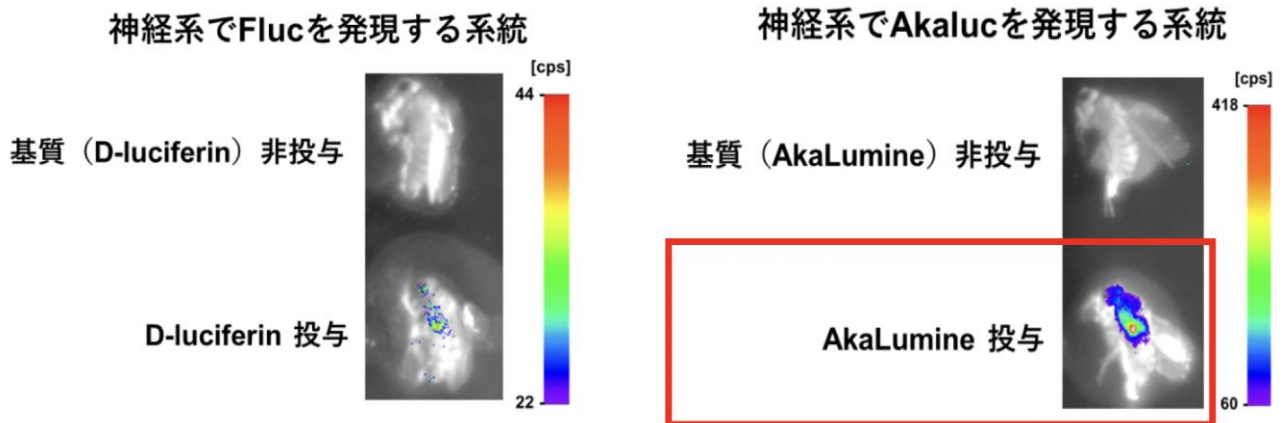 神経系でFlucを発現する系統
[cps]
44
基質（D-luciferin）非投与
D-luciferin 投与
22
神経系でAkalucを発現する系統
[cps]
418
基質（AkaLumine）非投与
AkaLumine 投与
60